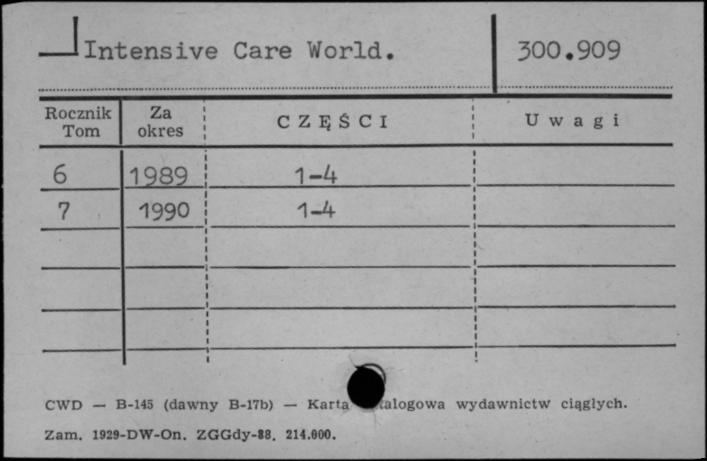 Intensive Care World. 300.909
Rocznik Tom Za okres CZĘŚCI Uwagi
6 1989 1-4
7 1990 1-4
CWD — B-145 (dawny B-17b) — Karta alogowa wydawnictw ciągłych.
Zam. 1929-DW-On. ZGGdy-88. 214.000.